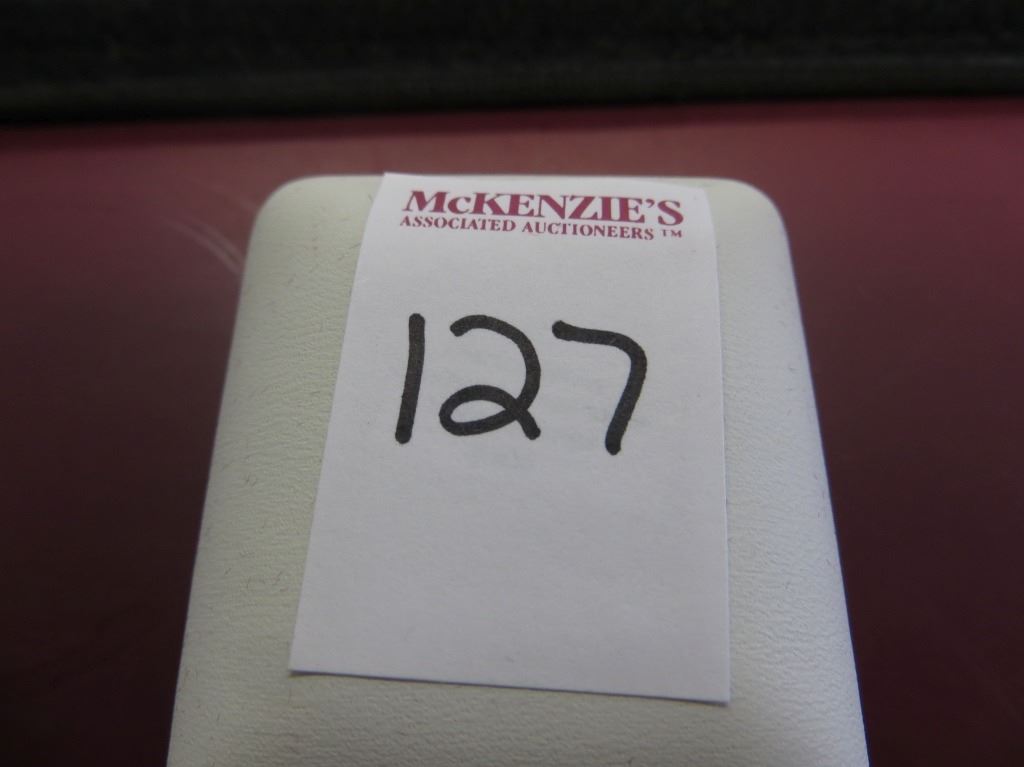 McKENZIE'S
ASSOCIATED AUCTIONEERS ™
127